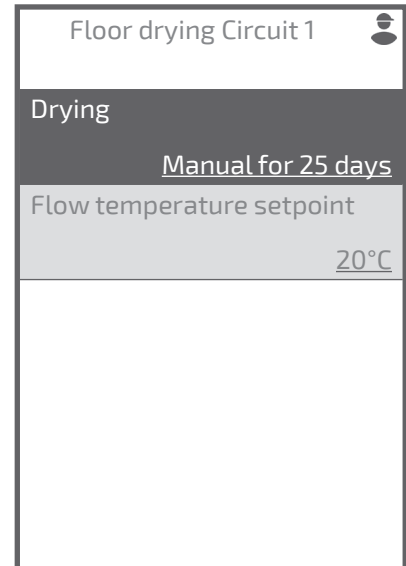 Floor drying Circuit 1
Drying
Manual for 25 days
Flow temperature setpoint
20°C